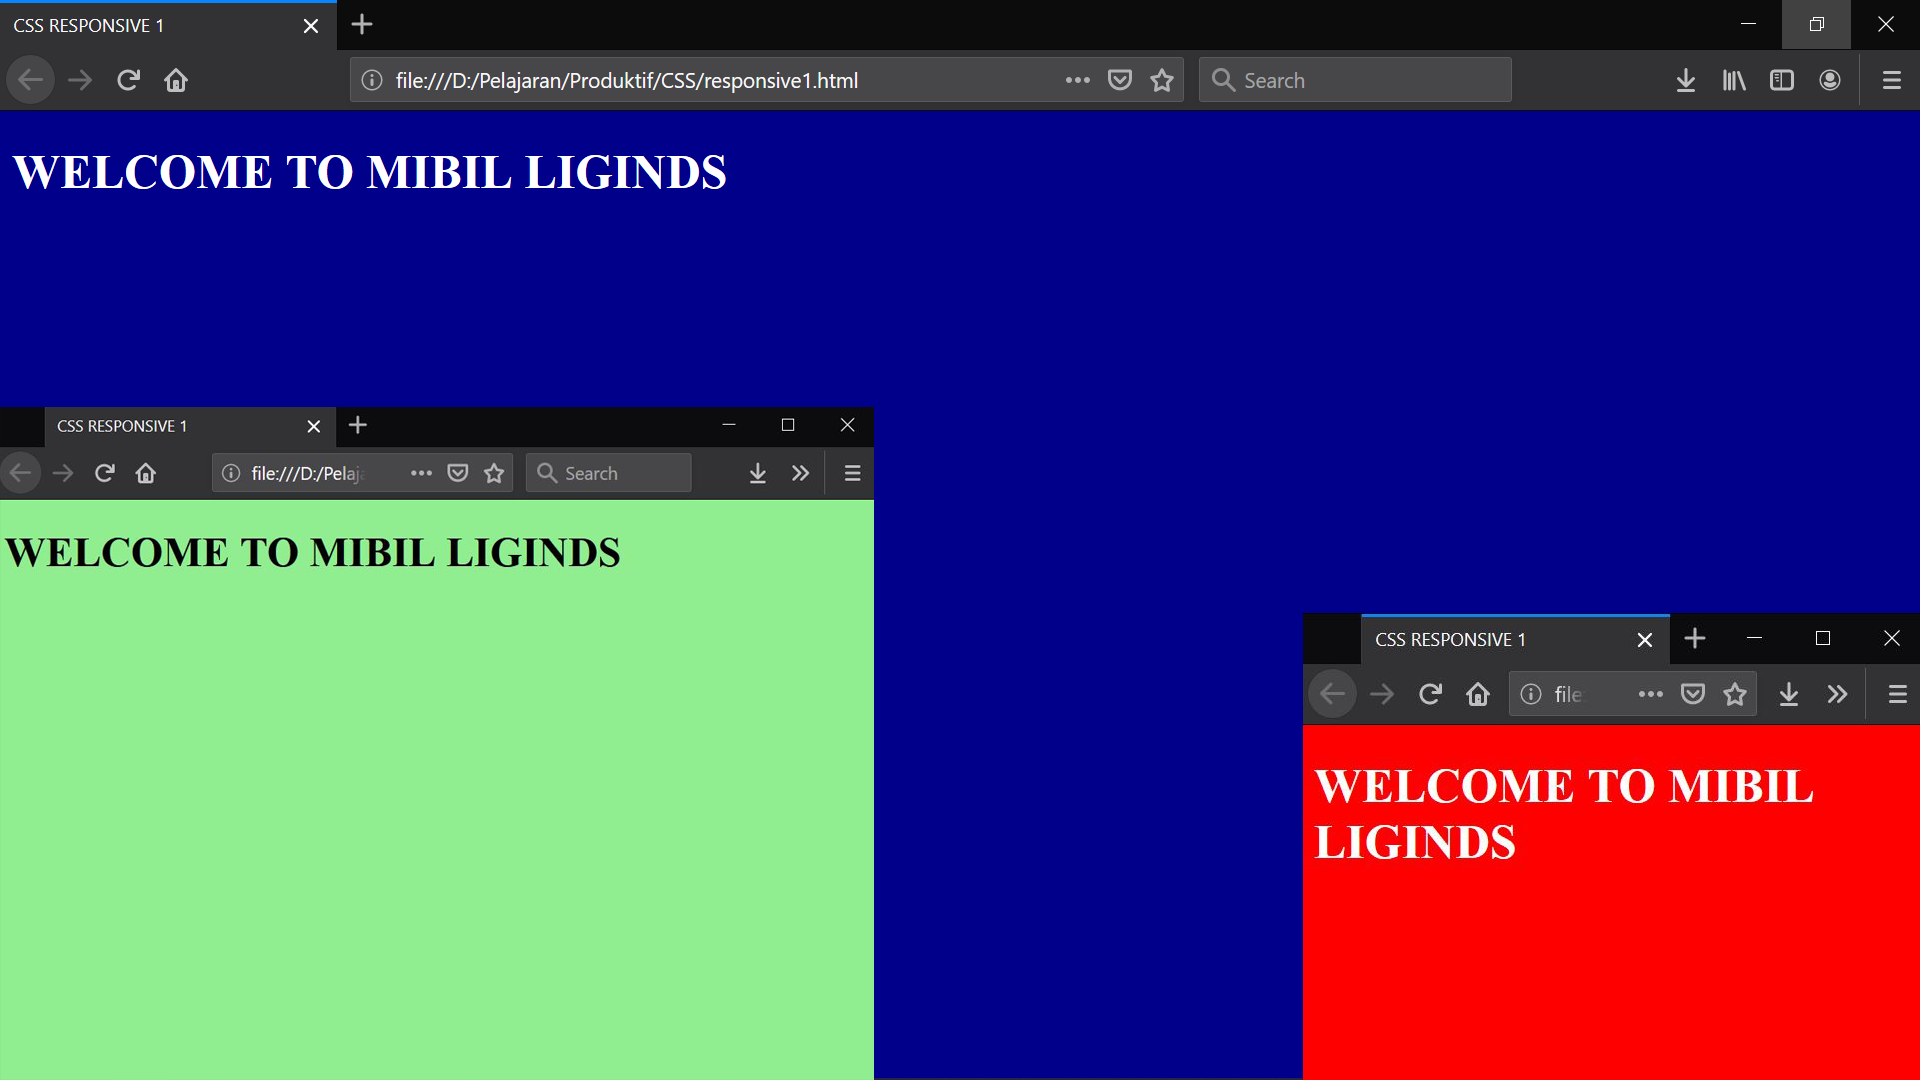 CSS RESPONSIVE 1
file:///D:/Pelajaran/Produktif/CSS/responsive1.html
Search
WELCOME TO MIBIL LIGINDS
CSS RESPONSIVE 1
file:///D:/Pelaja
Search
WELCOME TO MIBIL LIGINDS
CSS RESPONSIVE 1
file:
WELCOME TO MIBIL
LIGINDS